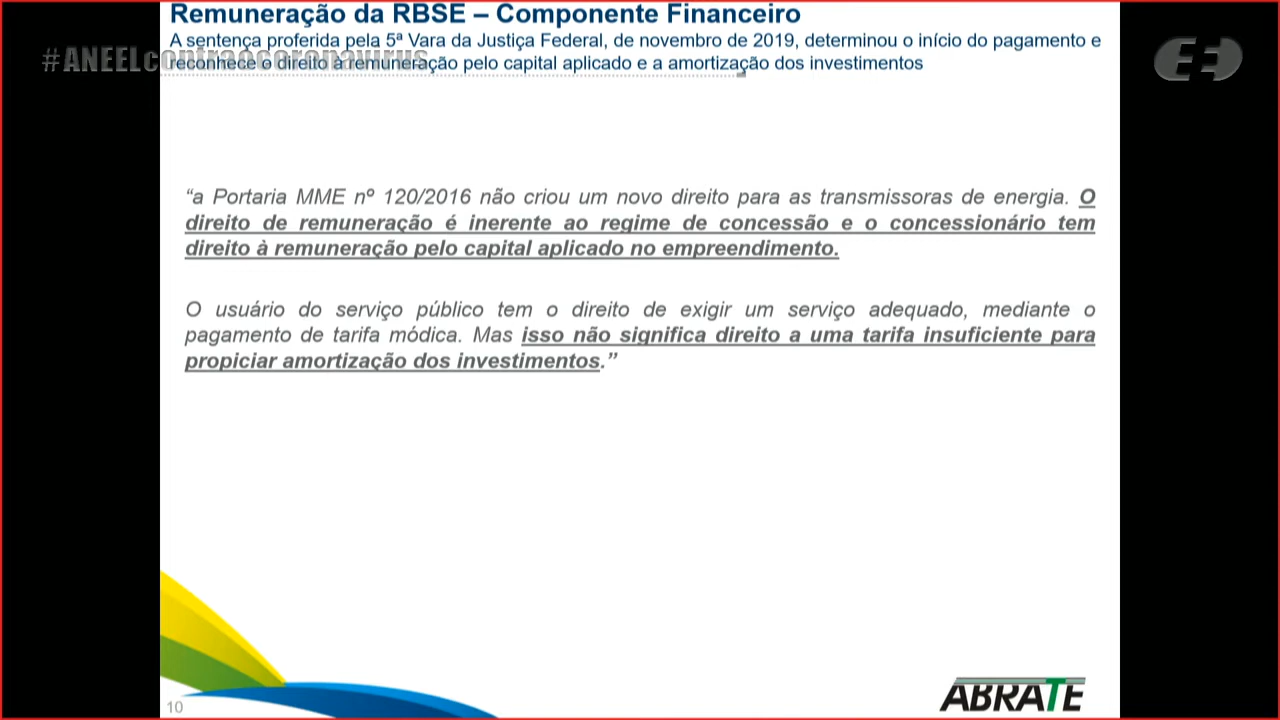 Remuneração da RBSE – Componente Financeiro
A sentença proferida pela 5ª Vara da Justiça Federal, de novembro de 2019, determinou o início do pagamento e
reconhece o direito à remuneração pelo capital aplicado e a amortização dos investimentos
#ANEELcontraocoronavirus
“a Portaria MME nº 120/2016 não criou um novo direito para as transmissoras de energia. O
direito de remuneração é inerente ao regime de concessão e o concessionário tem
direito à remuneração pelo capital aplicado no empreendimento.
O usuário do serviço público tem o direito de exigir um serviço adequado, mediante o
pagamento de tarifa módica. Mas isso não significa direito a uma tarifa insuficiente para
propiciar amortização dos investimentos.”
10
ABRATE